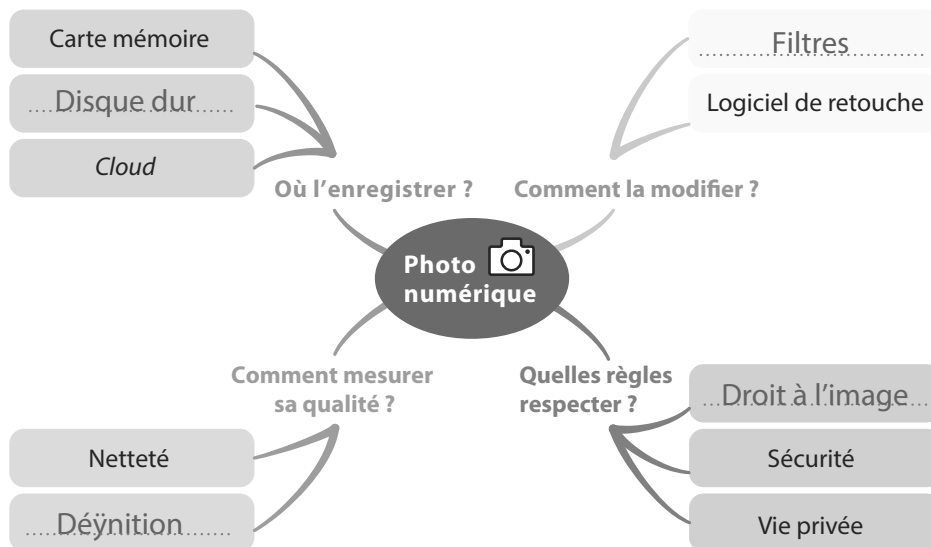 Carte mémoire
Disque dur
Cloud
Où l'enregistrer ?
Filtres
Logiciel de retouche
Comment la modifier ?
Photo
numérique
Comment mesurer
sa qualité ?
Netteté
Déÿnition
Quelles règles
respecter ?
Droit à l'image
Sécurité
Vie privée